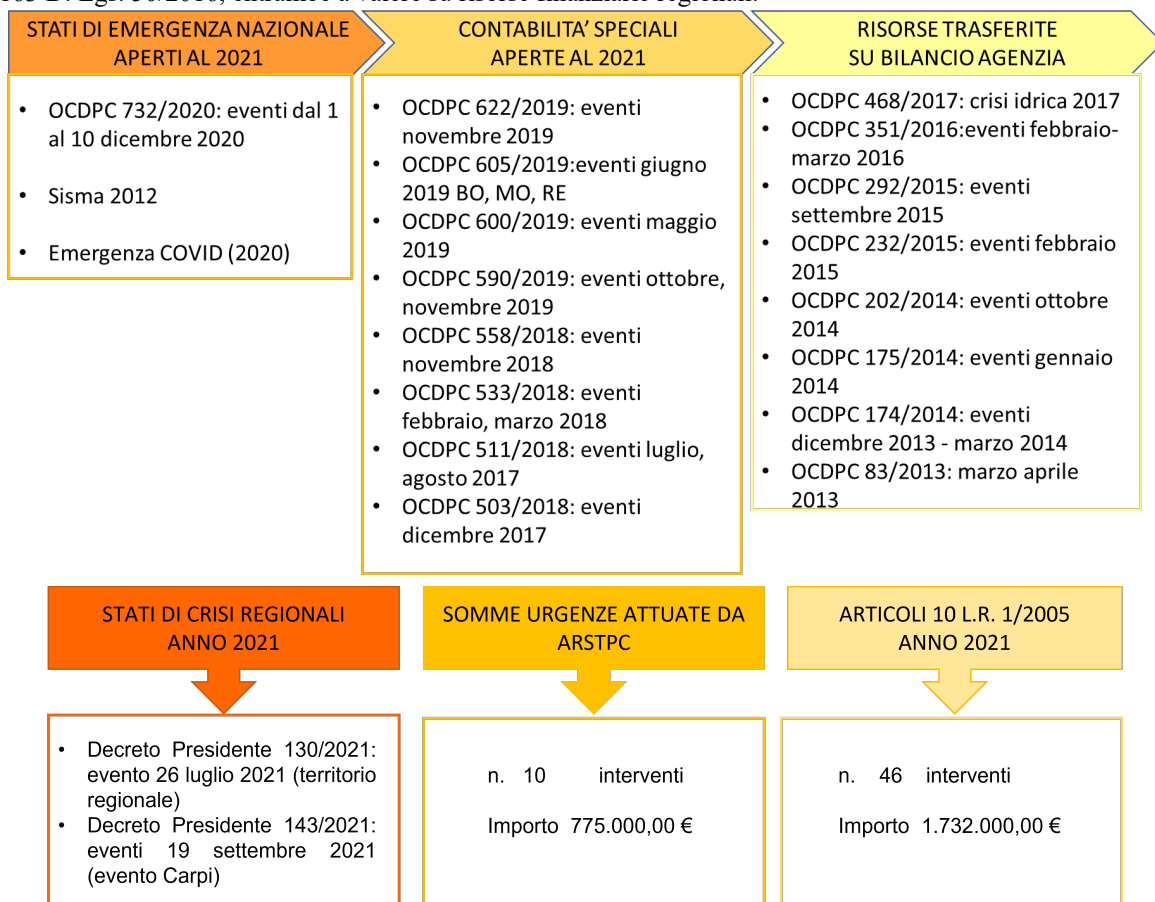 STATI DI EMERGENZA NAZIONALE
APERTI AL 2021
• OCDPC 732/2020: eventi dal 1
al 10 dicembre 2020
• Sisma 2012
• Emergenza COVID (2020)
CONTABILITA’ SPECIALI
APERTE AL 2021
• OCDPC 622/2019: eventi
novembre 2019
• OCDPC 605/2019:eventi giugno
2019 BO, MO, RE
• OCDPC 600/2019: eventi maggio
2019
• OCDPC 590/2019: eventi ottobre,
novembre 2019
• OCDPC 558/2018: eventi
novembre 2018
• OCDPC 533/2018: eventi
febbraio, marzo 2018
• OCDPC 511/2018: eventi luglio,
agosto 2017
• OCDPC 503/2018: eventi
dicembre 2017
RISORSE TRASFERITE
SU BILANCIO AGENZIA
• OCDPC 468/2017: crisi idrica 2017
• OCDPC 351/2016:eventi febbraio-
marzo 2016
• OCDPC 292/2015: eventi
settembre 2015
• OCDPC 232/2015: eventi febbraio
2015
• OCDPC 202/2014: eventi ottobre
2014
• OCDPC 175/2014: eventi gennaio
2014
• OCDPC 174/2014: eventi
dicembre 2013 - marzo 2014
• OCDPC 83/2013: marzo aprile
2013
STATI DI CRISI REGIONALI
ANNO 2021
• Decreto Presidente 130/2021:
evento 26 luglio 2021 (territorio
regionale)
• Decreto Presidente 143/2021:
eventi 19 settembre 2021
(evento Carpi)
SOMME URGENZE ATTUATE DA
ARSTPC
n. 10 interventi
Importo 775.000,00 €
ARTICOLI 10 L.R. 1/2005
ANNO 2021
n. 46 interventi
Importo 1.732.000,00 €